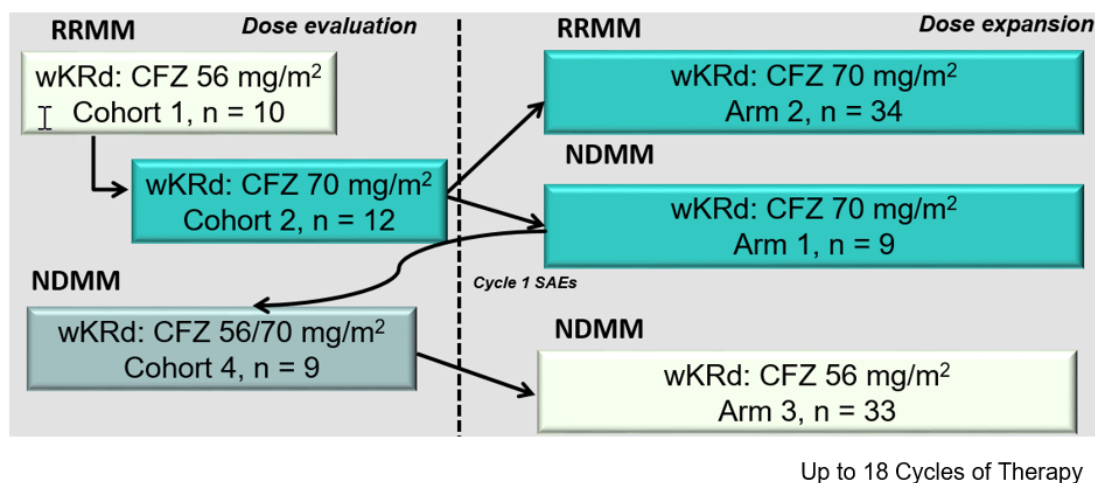 RRMM
Dose evaluation
wKRd: CFZ 56 mg/m²
Cohort 1, n = 10
wKRd: CFZ 70 mg/m²
Cohort 2, n = 12
NDMM
wKRd: CFZ 56/70 mg/m²
Cohort 4, n = 9
Dose expansion
RRMM
wKRd: CFZ 70 mg/m²
Arm 2, n = 34
NDMM
wKRd: CFZ 70 mg/m²
Arm 1, n = 9
Cycle 1 SAEs
NDMM
wKRd: CFZ 56 mg/m²
Arm 3, n = 33
Up to 18 Cycles of Therapy